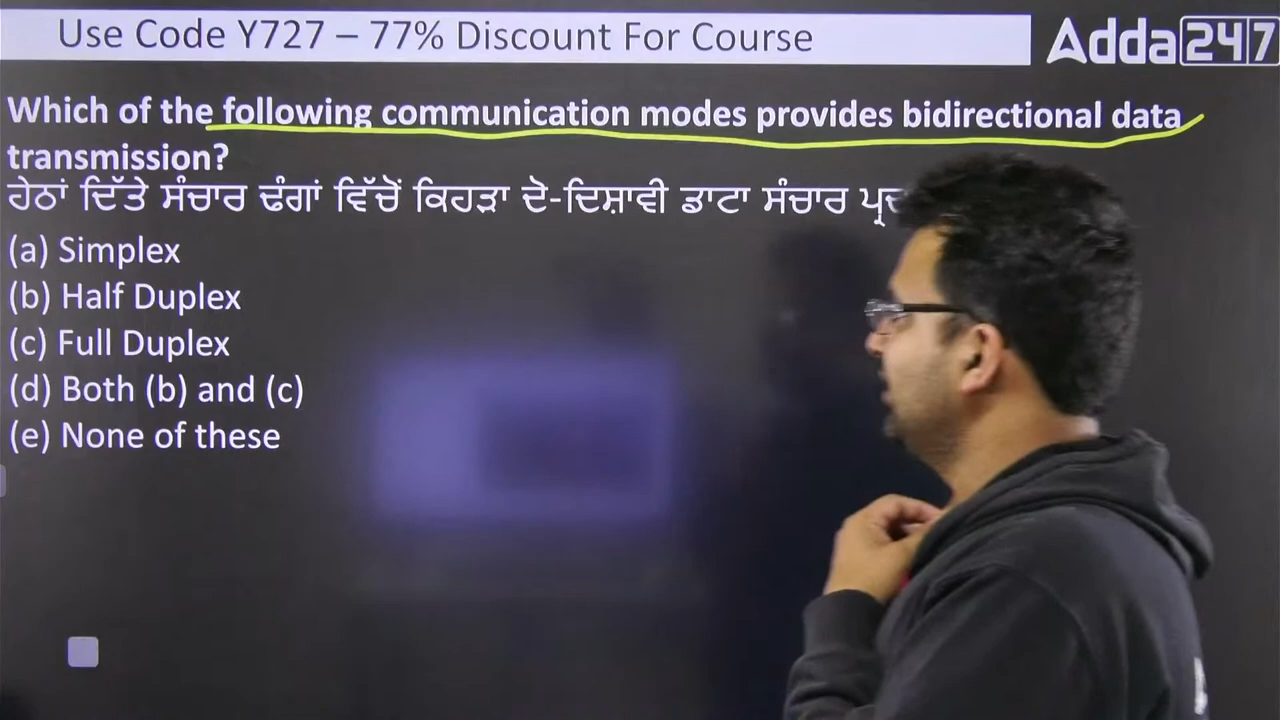 Use Code Y727 – 77% Discount For Course
Adda247
Which of the following communication modes provides bidirectional data
transmission?
ਹੇਠਾਂ ਦਿੱਤੇ ਸੰਚਾਰ ਢੰਗਾਂ ਵਿੱਚੋਂ ਕਿਹੜਾ ਦੋ-ਦਿਸ਼ਾਵੀ ਡਾਟਾ ਸੰਚਾਰ
(a) Simplex
(b) Half Duplex
(c) Full Duplex
(d) Both (b) and (c)
(e) None of these